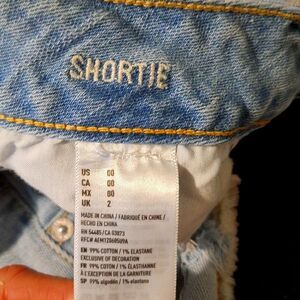 SHORTIE
US 00
CA 00
MX 80
UK 2
MADE IN CHINA / FABRIQUÉ EN CHINE /
HECHO EN CHINA
RN 54485/CA 03073
EN 99% COTTON / 1% ELASTANE
EXCLUSIVE OF DECORATION
FR 99% COTON / 1% ÉLASTHANNE
À L'EXCEPTION DE LA GARNITURE
SP 99% algodón / 1% elastano